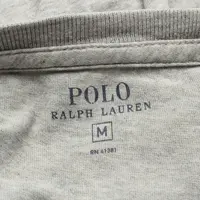 POLO
RALPH LAUREN
M
RN 41381